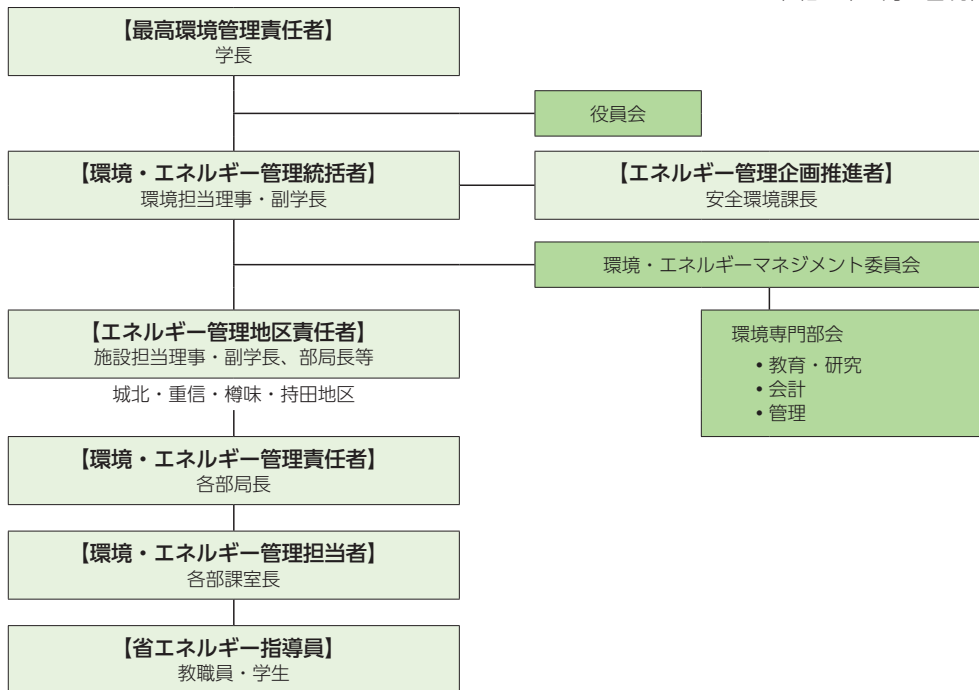 【最高環境管理責任者】
学長
役員会
【環境・エネルギー管理統括者】
環境担当理事・副学長
【エネルギー管理企画推進者】
安全環境課長
環境・エネルギーマネジメント委員会
【エネルギー管理地区責任者】
施設担当理事・副学長、部局長等
城北・重信・樽味・持田地区
環境専門部会
• 教育・研究
• 会計
• 管理
【環境・エネルギー管理責任者】
各部局長
【環境・エネルギー管理担当者】
各部課室長
【省エネルギー指導員】
教職員・学生